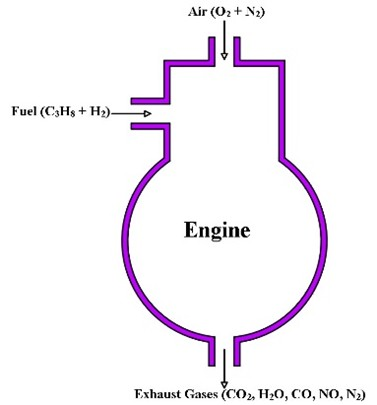 Air (O₂ + N₂)
Fuel (C₃H₈ + H₂)
Engine
Exhaust Gases (CO₂, H₂O, CO, NO, N₂)